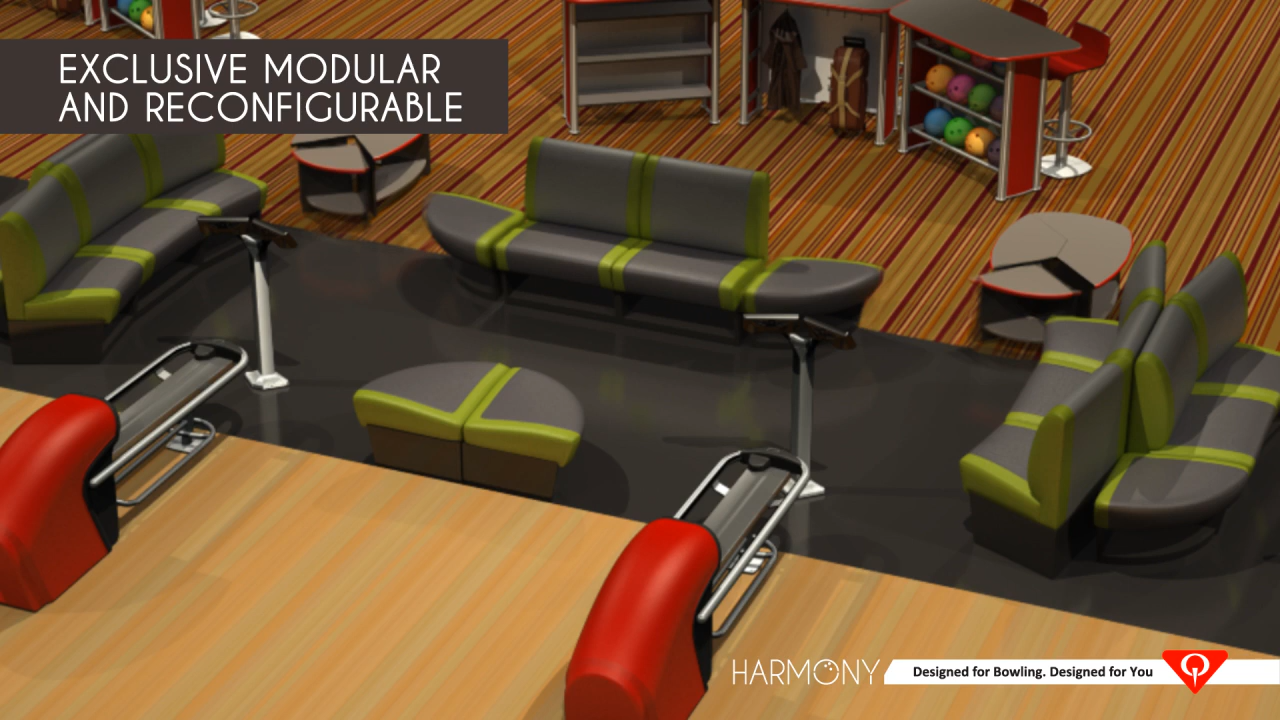 EXCLUSIVE MODULAR
AND RECONFIGURABLE
HARMONY
Designed for Bowling. Designed for You